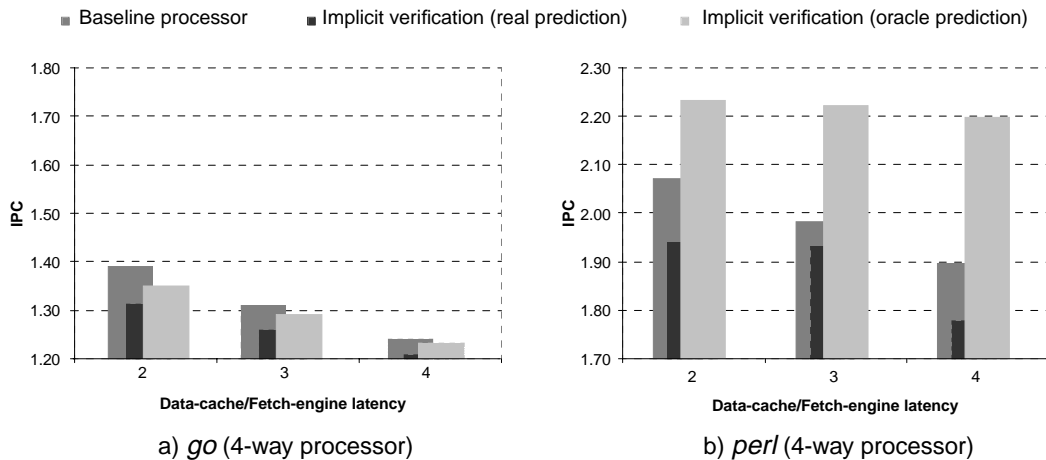 Baseline processor Implicit verification (real prediction) Implicit verification (oracle prediction)
1.80
1.70
1.60
1.50
1.40
1.30
1.20
IPC
2 3 4
Data-cache/Fetch-engine latency
a) go (4-way processor)
2.30
2.20
2.10
2.00
1.90
1.80
1.70
IPC
2 3 4
Data-cache/Fetch-engine latency
b) perl (4-way processor)